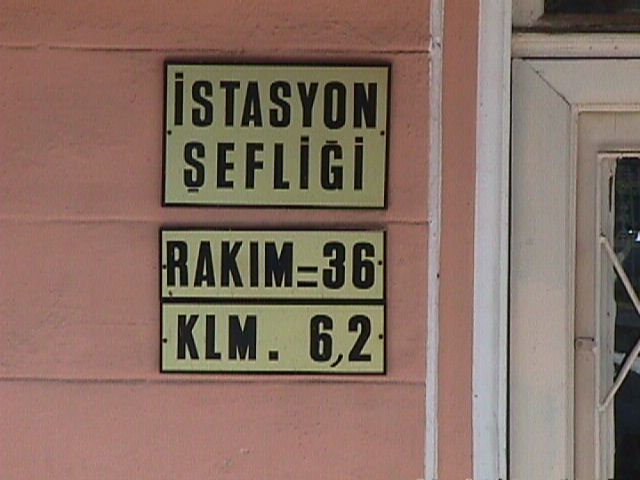 İSTASYON
ŞEFLİĞİ
RAKIM=36
KLM. 6,2